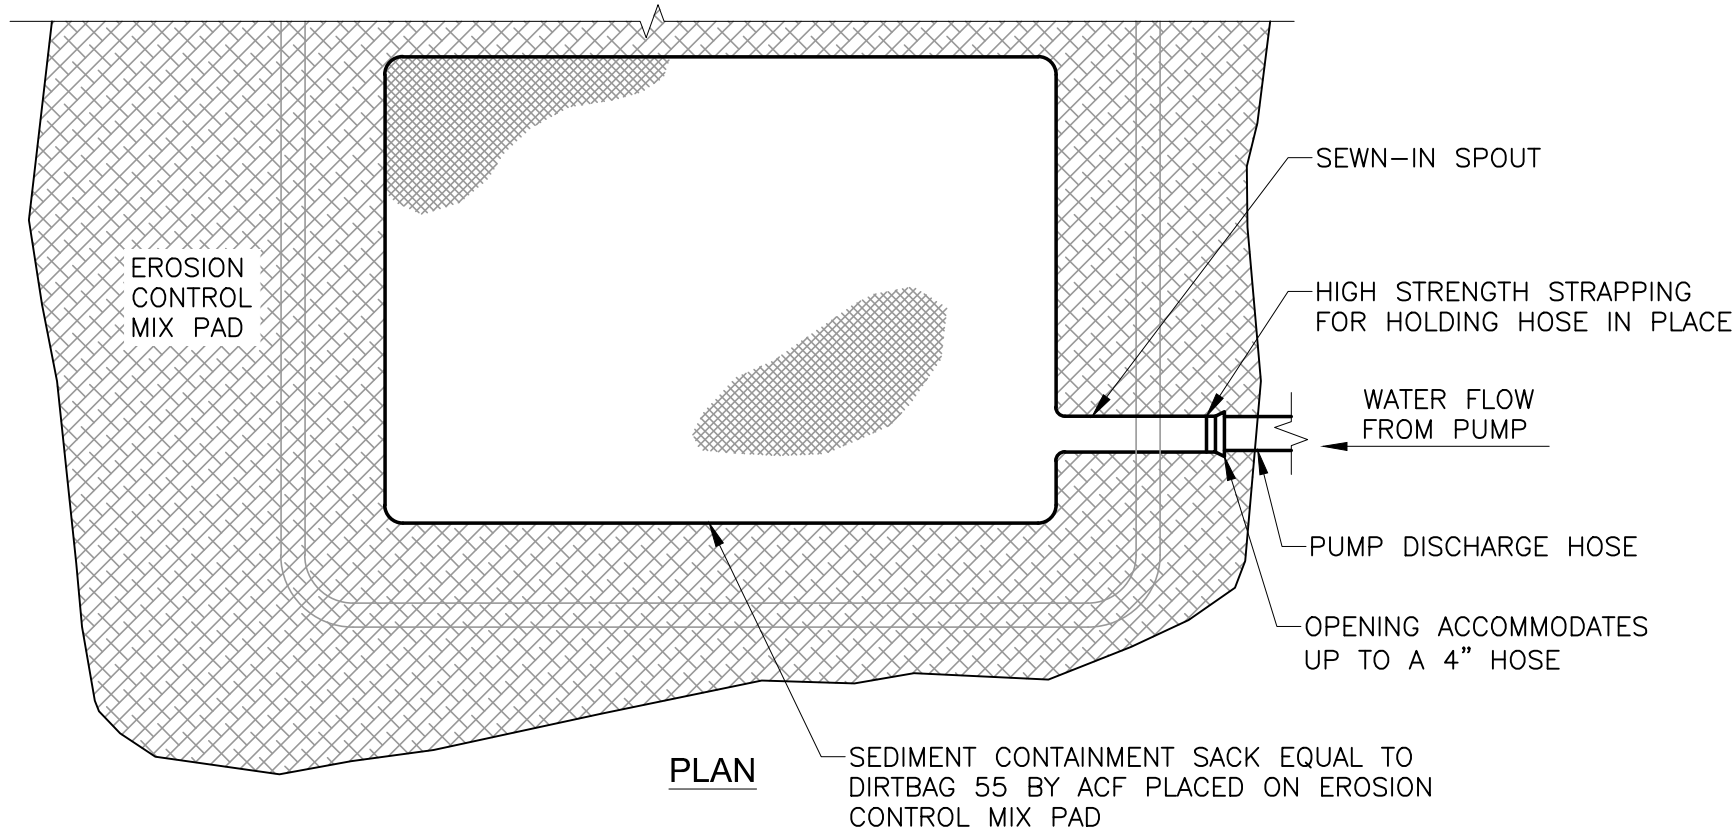 SEWN-IN SPOUT
EROSION
CONTROL
MIX PAD
HIGH STRENGTH STRAPPING
FOR HOLDING HOSE IN PLACE
WATER FLOW
FROM PUMP
PUMP DISCHARGE HOSE
OPENING ACCOMMODATES
UP TO A 4” HOSE
PLAN
SEDIMENT CONTAINMENT SACK EQUAL TO
DIRTBAG 55 BY ACF PLACED ON EROSION
CONTROL MIX PAD